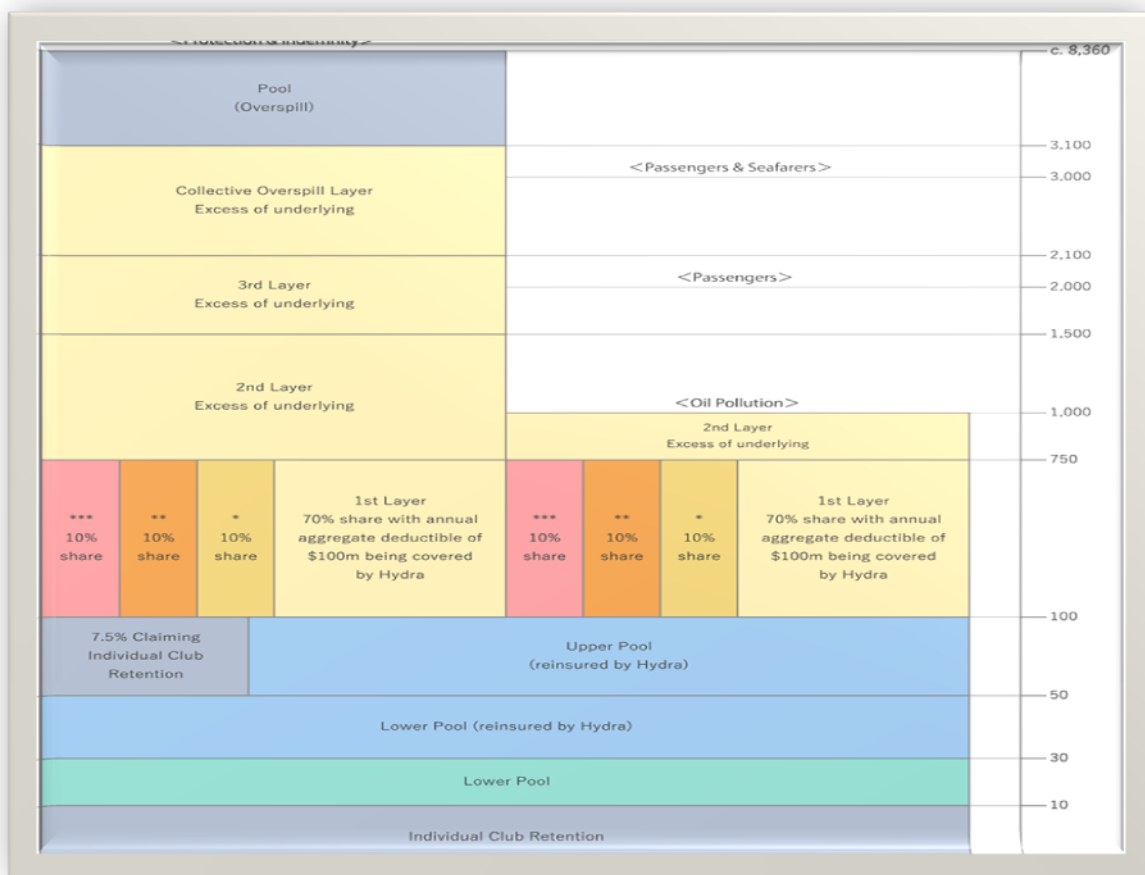 <Protection & Indemnity>
c. 8,360
Pool
(Overspill)
3,100
<Passengers & Seafarers>
3,000
Collective Overspill Layer
Excess of underlying
2,100
<Passengers>
2,000
3rd Layer
Excess of underlying
1,500
2nd Layer
Excess of underlying
<Oil Pollution>
1,000
2nd Layer
Excess of underlying
750
***
10%
share
**
10%
share
*
10%
share
1st Layer
70% share with annual
aggregate deductible of
$100m being covered
by Hydra
***
10%
share
**
10%
share
*
10%
share
1st Layer
70% share with annual
aggregate deductible of
$100m being covered
by Hydra
100
7.5% Claiming
Individual Club
Retention
Upper Pool
(reinsured by Hydra)
50
Lower Pool (reinsured by Hydra)
30
Lower Pool
10
Individual Club Retention